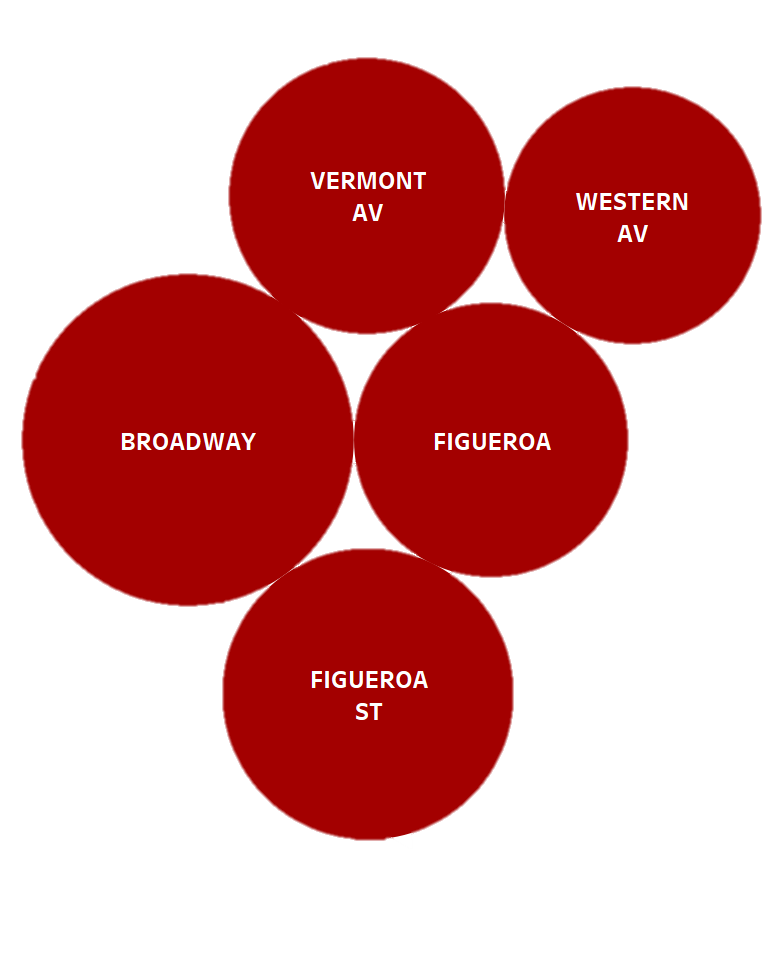 VERMONT
AV
WESTERN
AV
BROADWAY
FIGUEROA
FIGUEROA
ST